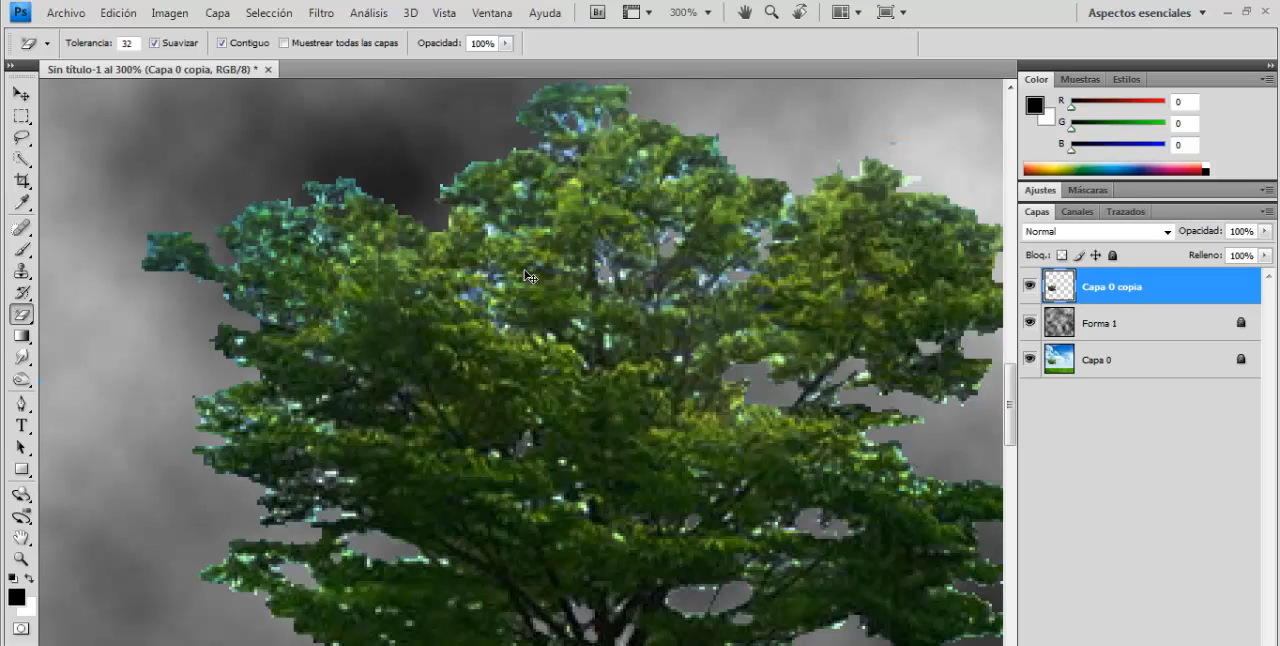 Ps Archivo Edición Imagen Capa Selección Filtro Análisis 3D Vista Ventana Ayuda Br 300% Aspectos esenciales
Tolerancia: 32 Suavizar Contiguo Muestrear todas las capas Opacidad: 100%
Sin título-1 al 300% (Capa 0 copia, RGB/8) *
Color Muestras Estilos
R 0
G 0
B 0
Ajustes Máscaras
Capas Canales Trazados
Normal Opacidad: 100%
Bloq.: Relleno: 100%
Capa 0 copia
Forma 1
Capa 0
T